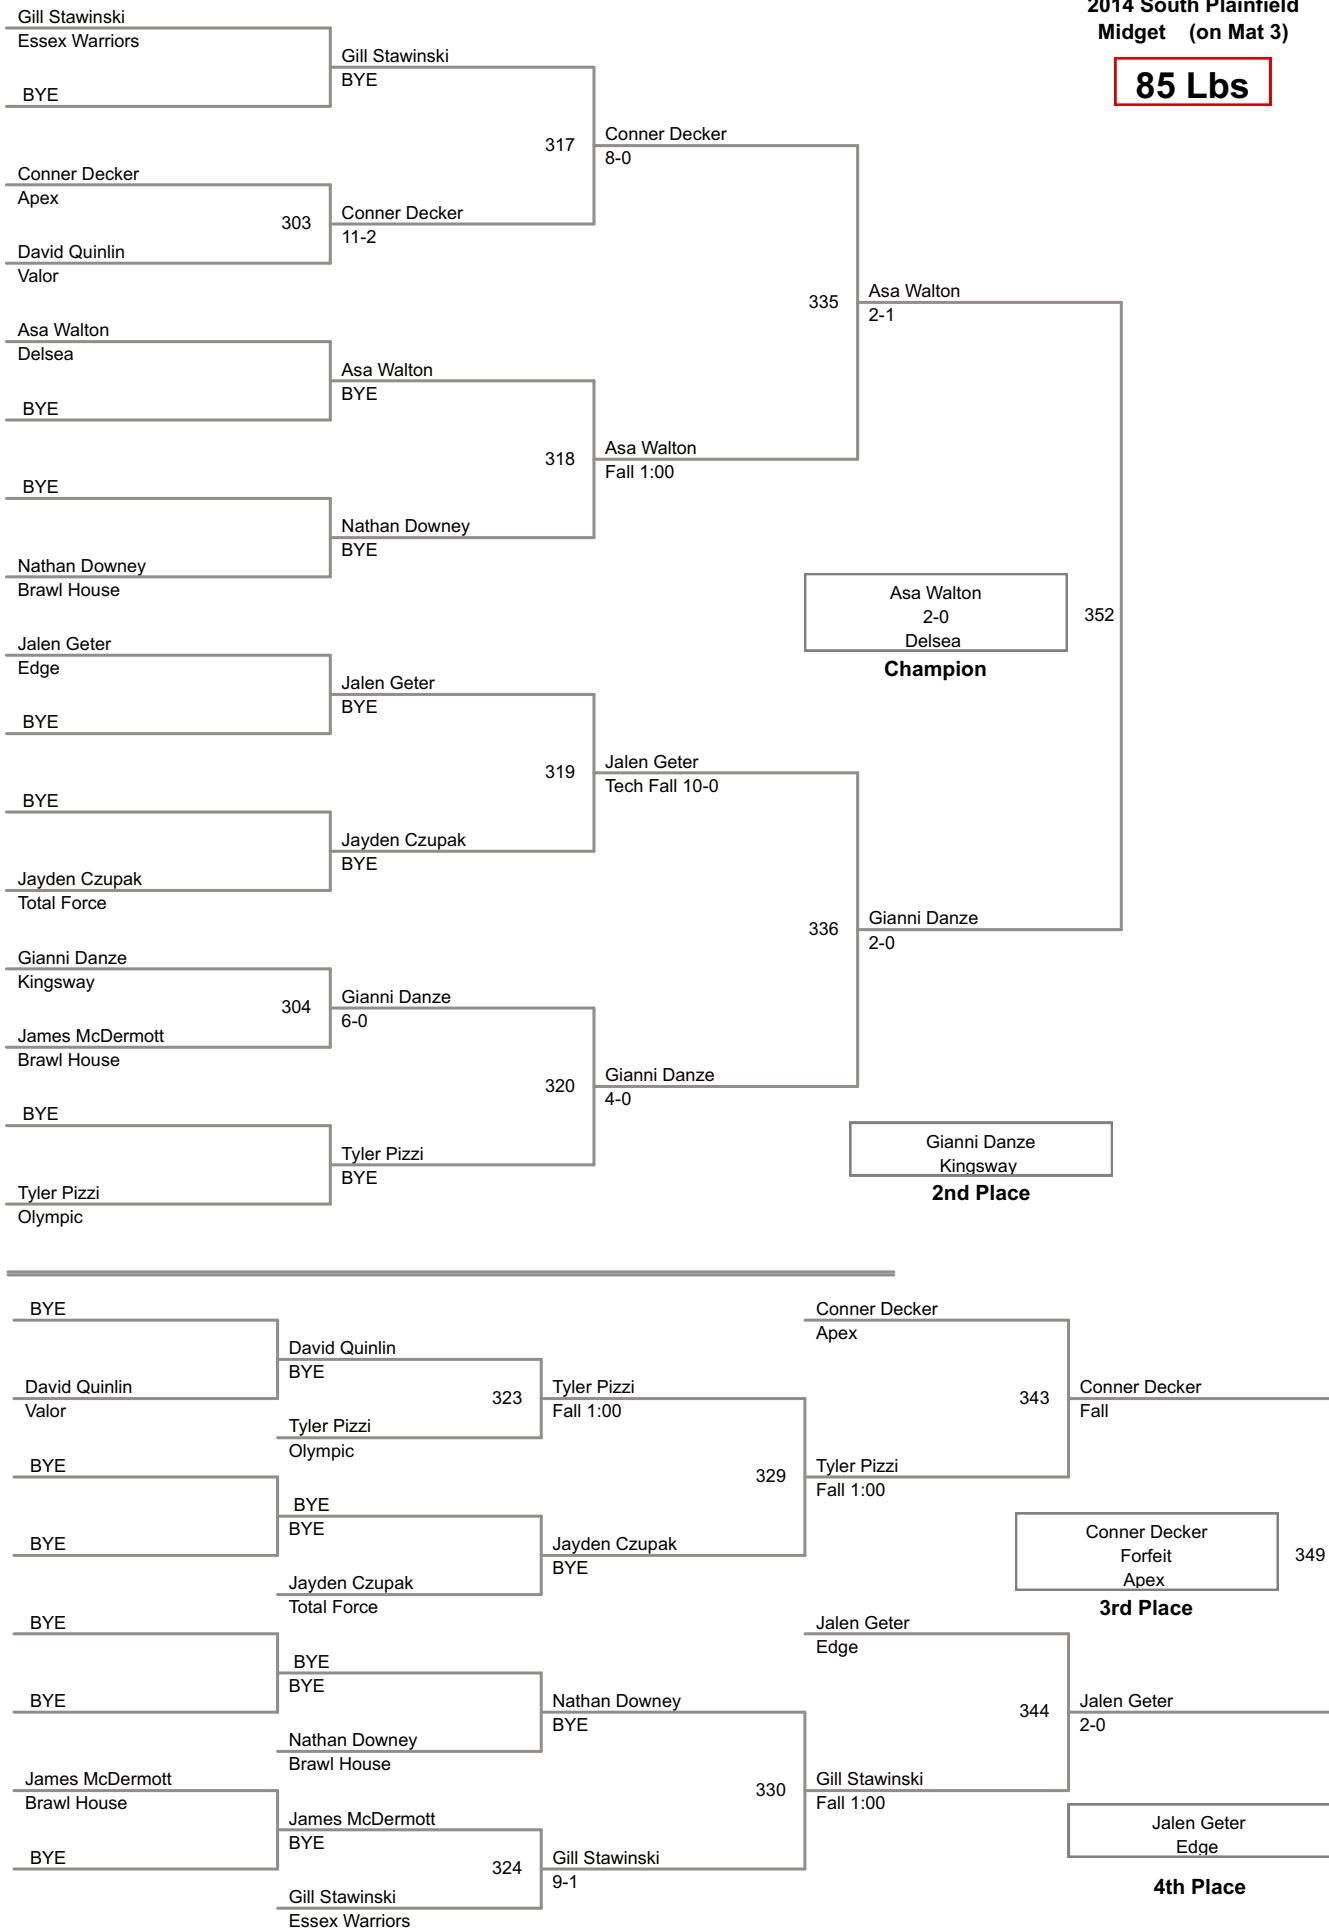 2014 South Plainfield
Midget (on Mat 3)
85 Lbs
Gill Stawinski
Essex Warriors
BYE
Gill Stawinski
BYE
Conner Decker
Apex
303
David Quinlin
Valor
Conner Decker
11-2
317
Conner Decker
8-0
Asa Walton
Delsea
BYE
Asa Walton
BYE
BYE
Nathan Downey
Brawl House
Nathan Downey
BYE
318
Asa Walton
Fall 1:00
335
Asa Walton
2-1
Jalen Geter
Edge
BYE
Jalen Geter
BYE
BYE
Jayden Czupak
Total Force
Jayden Czupak
BYE
319
Jalen Geter
Tech Fall 10-0
Gianni Danze
Kingsway
304
James McDermott
Brawl House
Gianni Danze
6-0
BYE
Tyler Pizzi
Olympic
Tyler Pizzi
BYE
320
Gianni Danze
4-0
336
Gianni Danze
2-0
352
Asa Walton
2-0
Delsea
Champion
Gianni Danze
Kingsway
2nd Place
BYE
David Quinlin
Valor
David Quinlin
BYE
323
Tyler Pizzi
Olympic
Tyler Pizzi
Fall 1:00
BYE
BYE
BYE
BYE
Jayden Czupak
Total Force
Jayden Czupak
BYE
329
Tyler Pizzi
Fall 1:00
Conner Decker
Apex
343
Conner Decker
Fall
BYE
BYE
BYE
BYE
Nathan Downey
Brawl House
Nathan Downey
BYE
James McDermott
Brawl House
BYE
James McDermott
BYE
324
Gill Stawinski
Essex Warriors
Gill Stawinski
9-1
330
Gill Stawinski
Fall 1:00
Jalen Geter
Edge
344
Jalen Geter
2-0
349
Conner Decker
Forfeit
Apex
3rd Place
Jalen Geter
Edge
4th Place